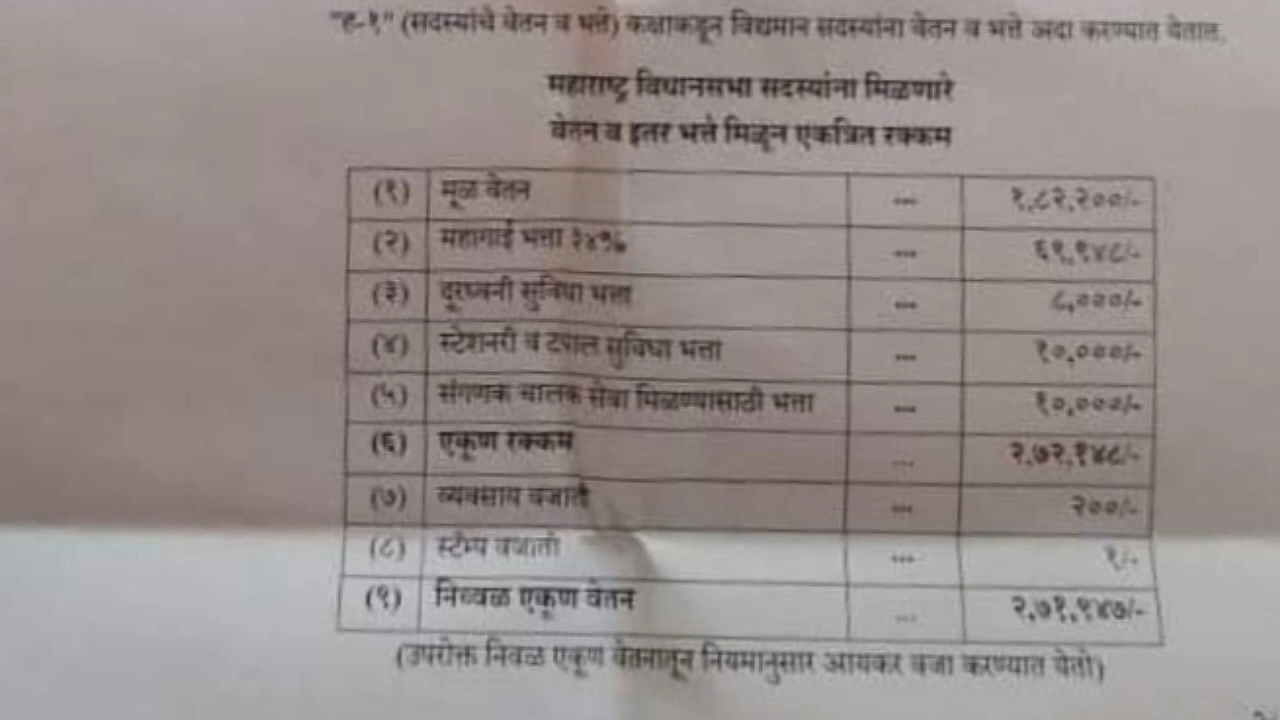 "ह-१" (सदस्यांचे वेतन व भत्ते) कक्षाकडून विद्यमान सदस्यांना वेतन व भत्ते अदा करण्यात येतात.
महाराष्ट्र विधानसभा सदस्यांना मिळणारे
वेतन व इतर भत्ते मिळून एकत्रित रक्कम
(१) मूळ वेतन ... १,८२,२००/-
(२) महागाई भत्ता ३४% ... ६१,९४८/-
(३) दूरध्वनी सुविधा भत्ता ... ८,०००/-
(४) स्टेशनरी व टपाल सुविधा भत्ता ... १०,०००/-
(५) संगणक चालक सेवा मिळण्यासाठी भत्ता ... १०,०००/-
(६) एकूण रक्कम ... २,७२,१४८/-
(७) व्यवसाय वजाती ... २००/-
(८) स्टॅम्प वजाती ... १/-
(९) निव्वळ एकूण वेतन ... २,७१,९४७/-
(उपरोक्त निवळ एकूण वेतनातून नियमानुसार आयकर वजा करण्यात येतो)